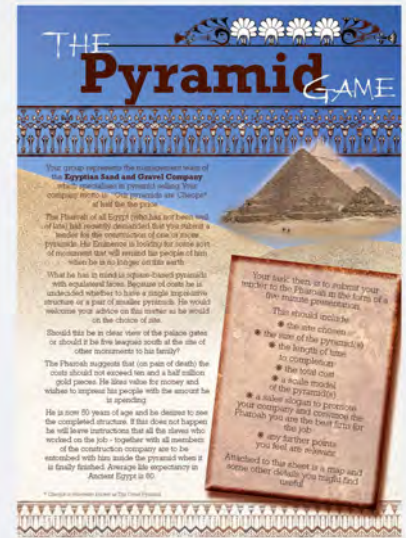 THE
Pyramid
GAME
Your group represents the management team of
the Egyptian Sand and Gravel Company
which specialises in pyramid selling. Your
company motto is "Our pyramids are Cheops*
at half the price
The Pharoah of all Egypt (who has not been well
of late) has recently demanded that you submit a
tender for the construction of one or more
pyramids. His Eminence is looking for some sort
of monument that will remind his people of him
when he is no longer on this earth.
What he has in mind is square-based pyramids
with equilateral faces. Because of costs he is
undecided whether to have a single impressive
structure or a pair of smaller pyramids. He would
welcome your advice on this matter as he would
on the choice of site.
Should this be in clear view of the palace gates
or should it be five leagues south at the site of
other monuments to his family?
The Pharoah suggests that (on pain of death) the
costs should not exceed ten and a half million
gold pieces. He likes value for money and
wishes to impress his people with the amount he
is spending.
He is now 50 years of age and he desires to see
the completed structure. If this does not happen
he will leave instructions that all the slaves who
worked on the job - together with all members
of the construction company are to be
entombed with him inside the pyramid when it
is finally finished. Average life expectancy in
Ancient Egypt is 60.
* Cheops is otherwise known as The Great Pyramid
Your task then is to submit your
tender to the Pharoah in the form of a
five minute presentation.
This should include:
the site chosen
the size of the pyramid(s)
the length of time
to completion
the total cost
a scale model
of the pyramid(s)
a sales slogan to promote
your company and convince the
Pharoah you are the best firm for
the job
any further points
you feel are relevant.
Attached to this sheet is a map and
some other details you might find
useful.